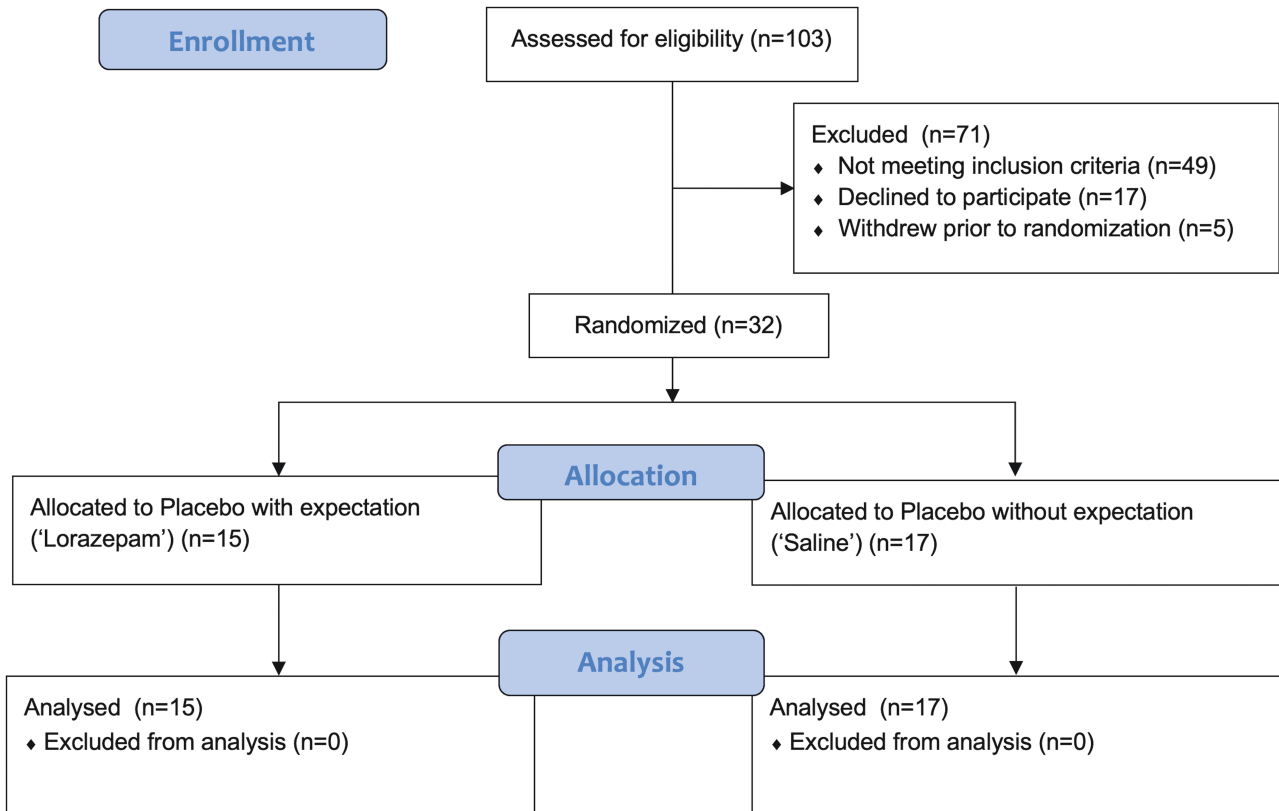 Enrollment
Assessed for eligibility (n=103)
Excluded (n=71)
♦ Not meeting inclusion criteria (n=49)
♦ Declined to participate (n=17)
♦ Withdrew prior to randomization (n=5)
Randomized (n=32)
Allocation
Allocated to Placebo with expectation
(‘Lorazepam’) (n=15)
Allocated to Placebo without expectation
(‘Saline’) (n=17)
Analysis
Analysed (n=15)
♦ Excluded from analysis (n=0)
Analysed (n=17)
♦ Excluded from analysis (n=0)